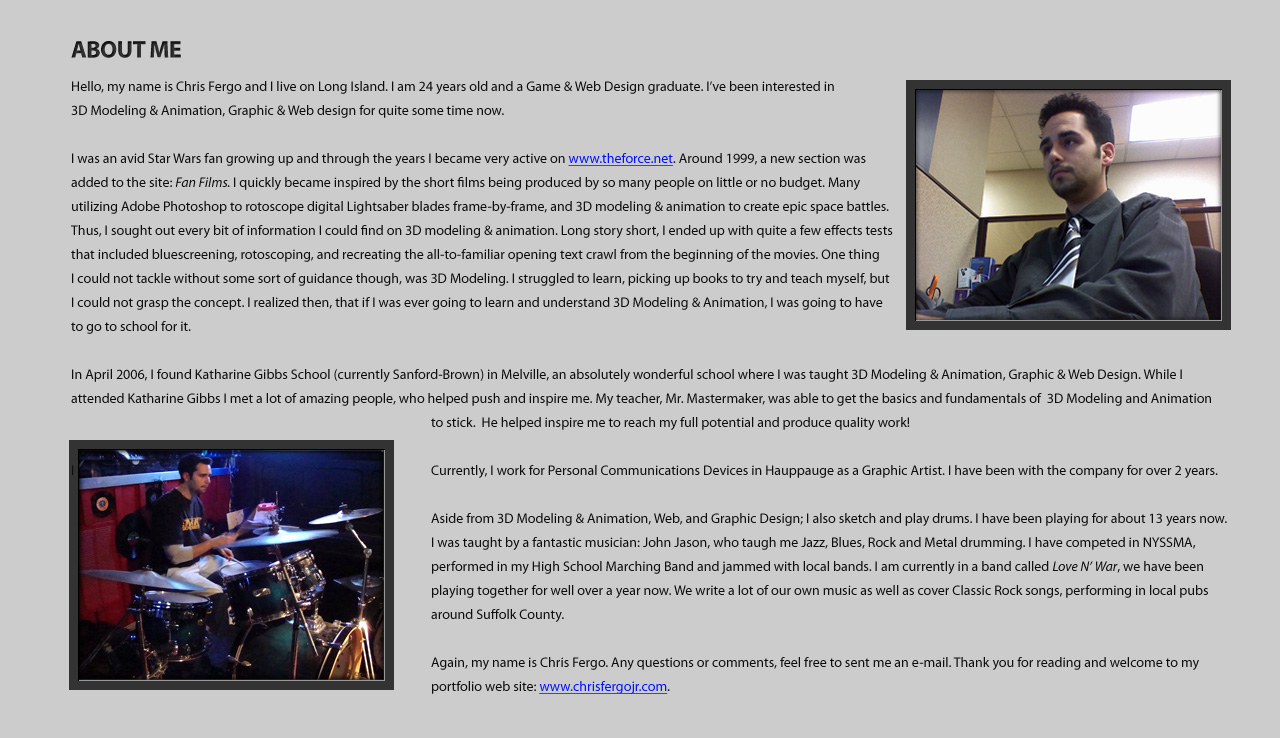 ABOUT ME
Hello, my name is Chris Fergo and I live on Long Island. I am 24 years old and a Game & Web Design graduate. I've been interested in
3D Modeling & Animation, Graphic & Web design for quite some time now.
I was an avid Star Wars fan growing up and through the years I became very active on www.theforce.net. Around 1999, a new section was
added to the site: Fan Films. I quickly became inspired by the short films being produced by so many people on little or no budget. Many
utilizing Adobe Photoshop to rotoscope digital Lightsaber blades frame-by-frame, and 3D modeling & animation to create epic space battles.
Thus, I sought out every bit of information I could find on 3D modeling & animation. Long story short, I ended up with quite a few effects tests
that included bluescreening, rotoscoping, and recreating the all-to-familiar opening text crawl from the beginning of the movies. One thing
I could not tackle without some sort of guidance though, was 3D Modeling. I struggled to learn, picking up books to try and teach myself, but
I could not grasp the concept. I realized then, that if I was ever going to learn and understand 3D Modeling & Animation, I was going to have
to go to school for it.
In April 2006, I found Katharine Gibbs School (currently Sanford-Brown) in Melville, an absolutely wonderful school where I was taught 3D Modeling & Animation, Graphic & Web Design. While I
attended Katharine Gibbs I met a lot of amazing people, who helped push and inspire me. My teacher, Mr. Mastermaker, was able to get the basics and fundamentals of 3D Modeling and Animation
to stick. He helped inspire me to reach my full potential and produce quality work!
I
Currently, I work for Personal Communications Devices in Hauppauge as a Graphic Artist. I have been with the company for over 2 years.
Aside from 3D Modeling & Animation, Web, and Graphic Design; I also sketch and play drums. I have been playing for about 13 years now.
I was taught by a fantastic musician: John Jason, who taugh me Jazz, Blues, Rock and Metal drumming. I have competed in NYSSMA,
performed in my High School Marching Band and jammed with local bands. I am currently in a band called Love N' War, we have been
playing together for well over a year now. We write a lot of our own music as well as cover Classic Rock songs, performing in local pubs
around Suffolk County.
Again, my name is Chris Fergo. Any questions or comments, feel free to sent me an e-mail. Thank you for reading and welcome to my
portfolio web site: www.chrisfergojr.com.